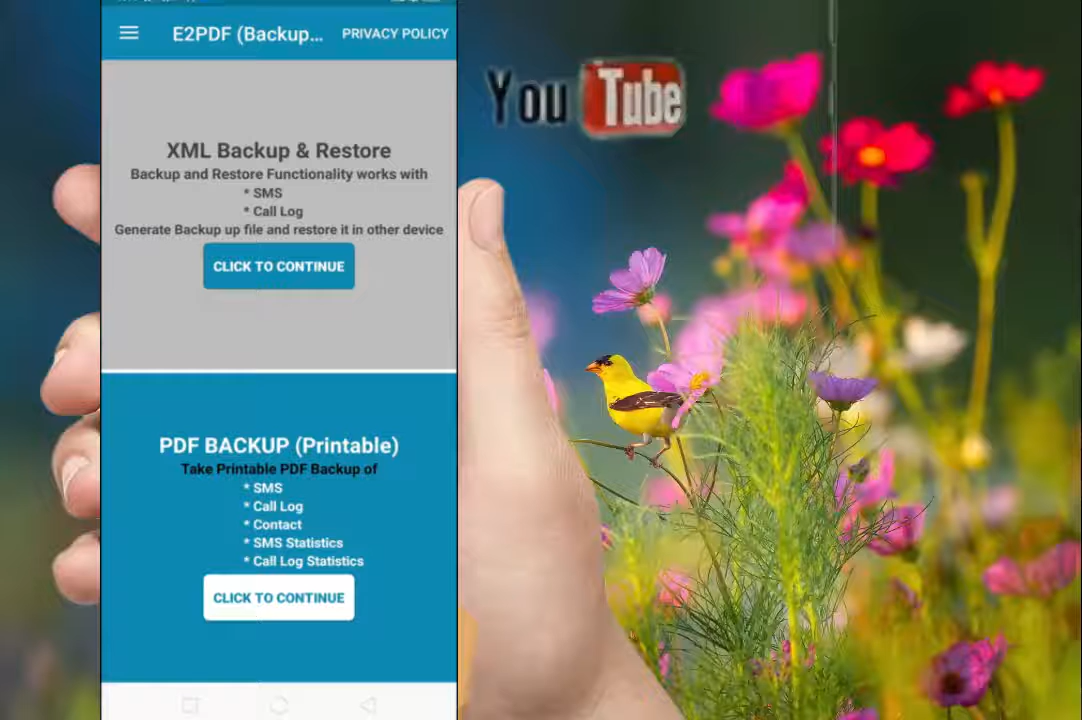 E2PDF (Backup... PRIVACY POLICY
XML Backup & Restore
Backup and Restore Functionality works with
* SMS
* Call Log
Generate Backup up file and restore it in other device
CLICK TO CONTINUE
PDF BACKUP (Printable)
Take Printable PDF Backup of
* SMS
* Call Log
* Contact
* SMS Statistics
* Call Log Statistics
CLICK TO CONTINUE
You Tube